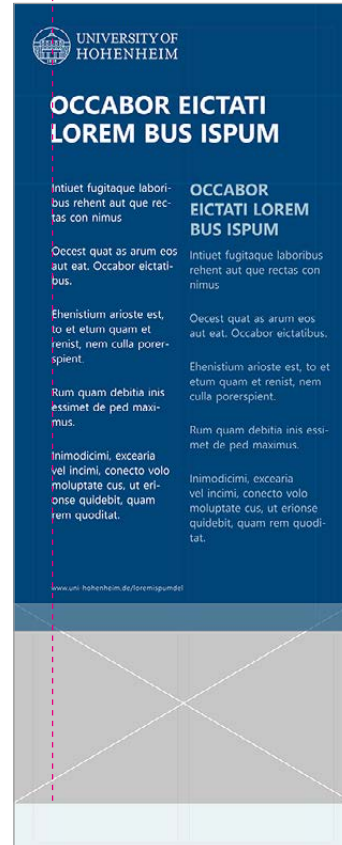 UNIVERSITY OF
HOHENHEIM
OCCABOR EICTATI
LOREM BUS ISPUM
Intiuet fugitaque labori-
bus rehent aut que rec-
tas con nimus
Oecest quat as arum eos
aut eat. Occabor eictati-
bus.
Ehenistium arioste est,
to et etum quam et
renist, nem culla porer-
spient.
Rum quam debitia inis
essimet de ped maxi-
mus.
Inimodicimi, excearia
vel incimi, conecto volo
moluptate cus, ut eri-
onse quidebit, quam
rem quoditat.
OCCABOR
EICTATI LOREM
BUS ISPUM
Intiuet fugitaque laboribus
rehent aut que rectas con
nimus
Oecest quat as arum eos
aut eat. Occabor eictatibus.
Ehenistium arioste est, to et
etum quam et renist, nem
culla porerspient.
Rum quam debitia inis essi-
met de ped maximus.
Inimodicimi, excearia
vel incimi, conecto volo
moluptate cus, ut erionse
quidebit, quam rem quodi-
tat.
www.uni-hohenheim.de/loremispumdel